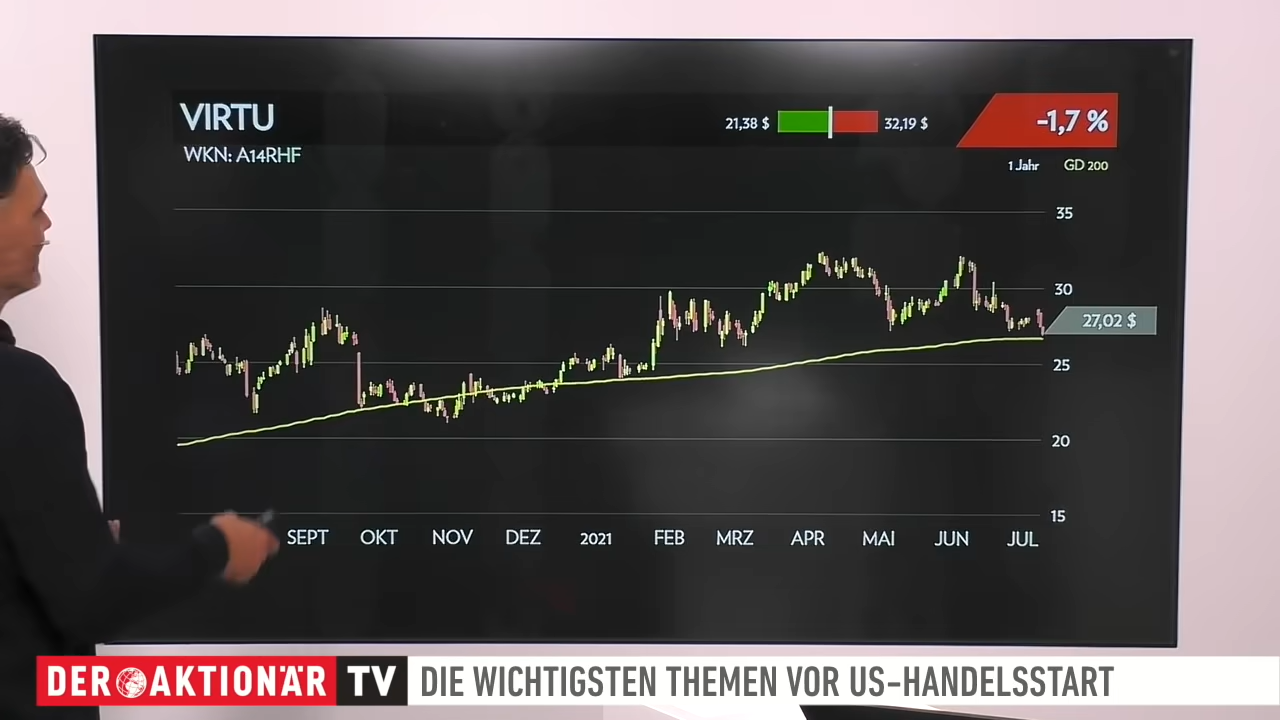 VIRTU
WKN: A14RHF
21,38 $ 32,19 $
-1,7 %
1 Jahr GD 200
35
30
27,02 $
25
20
15
SEPT OKT NOV DEZ 2021 FEB MRZ APR MAI JUN JUL
DER AKTIONÄR TV DIE WICHTIGSTEN THEMEN VOR US-HANDELSSTART